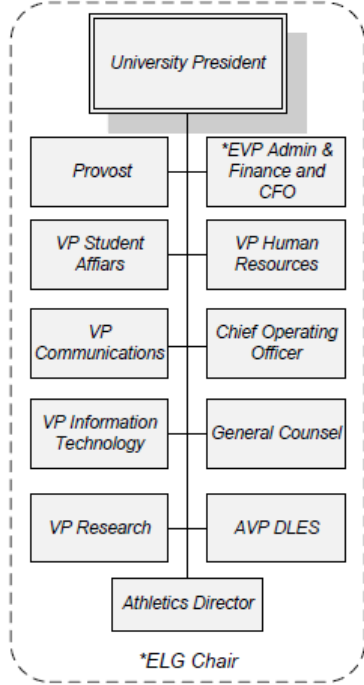 University President
Provost
*EVP Admin &
Finance and
CFO
VP Student
Affiars
VP Human
Resources
VP
Communications
Chief Operating
Officer
VP Information
Technology
General Counsel
VP Research
AVP DLES
Athletics Director
*ELG Chair